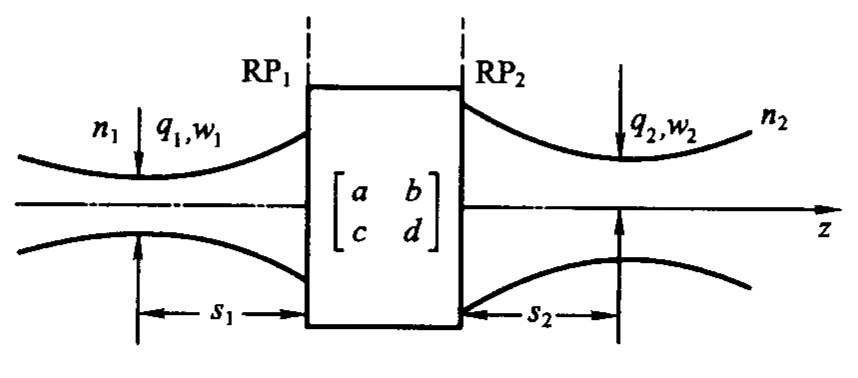 RP₁ RP₂
n₁ q₁,w₁ q₂,w₂ n₂
a b
c d
z
s₁ s₂